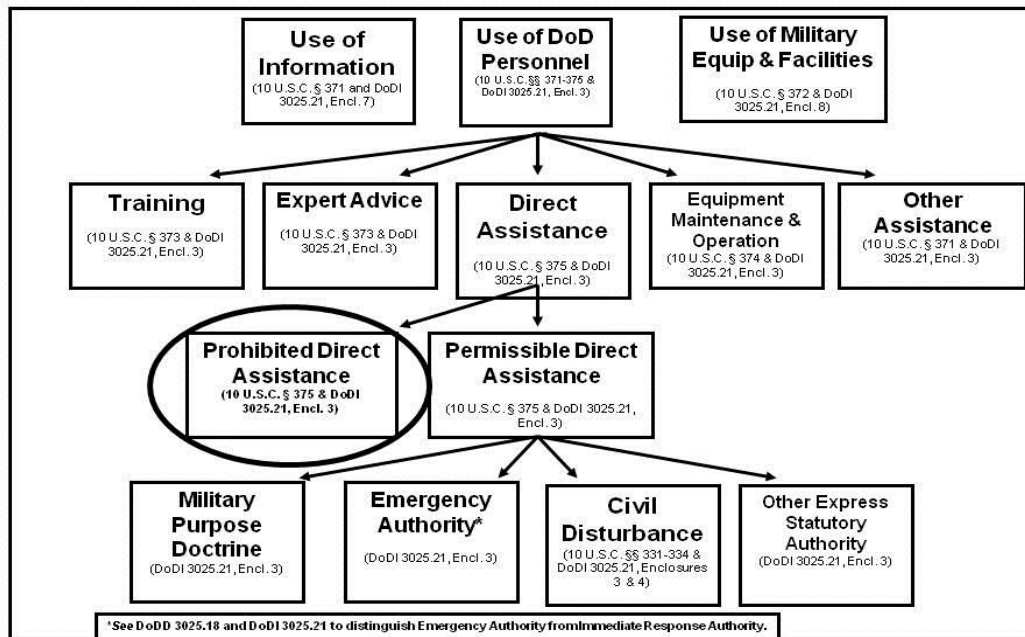 Use of
Information
(10 U.S.C. § 371 and DoDI
3025.21, Encl. 7)
Use of DoD
Personnel
(10 U.S.C. §§ 371-375 &
DoDI 3025.21, Encl. 3)
Use of Military
Equip & Facilities
(10 U.S.C. § 372 & DoDI
3025.21, Encl. 8)
Training
(10 U.S.C. § 373 & DoDI
3025.21, Encl. 3)
Expert Advice
(10 U.S.C. § 373 & DoDI
3025.21, Encl. 3)
Direct
Assistance
(10 U.S.C. § 375 & DoDI
3025.21, Encl. 3)
Equipment
Maintenance &
Operation
(10 U.S.C. § 374 & DoDI
3025.21, Encl. 3)
Other
Assistance
(10 U.S.C. § 371 & DoDI
3025.21, Encl. 3)
Prohibited Direct
Assistance
(10 U.S.C. § 375 & DoDI
3025.21, Encl. 3)
Permissible Direct
Assistance
(10 U.S.C. § 375 & DoDI 3025.21,
Encl. 3)
Military
Purpose
Doctrine
(DoDI 3025.21, Encl. 3)
Emergency
Authority*
(DoDI 3025.21, Encl. 3)
Civil
Disturbance
(10 U.S.C. §§ 331-334 &
DoDI 3025.21, Enclosures
3 & 4)
Other Express
Statutory
Authority
(DoDI 3025.21, Encl. 3)
*See DoDD 3025.18 and DoDI 3025.21 to distinguish Emergency Authority fromImmediate Response Authority.